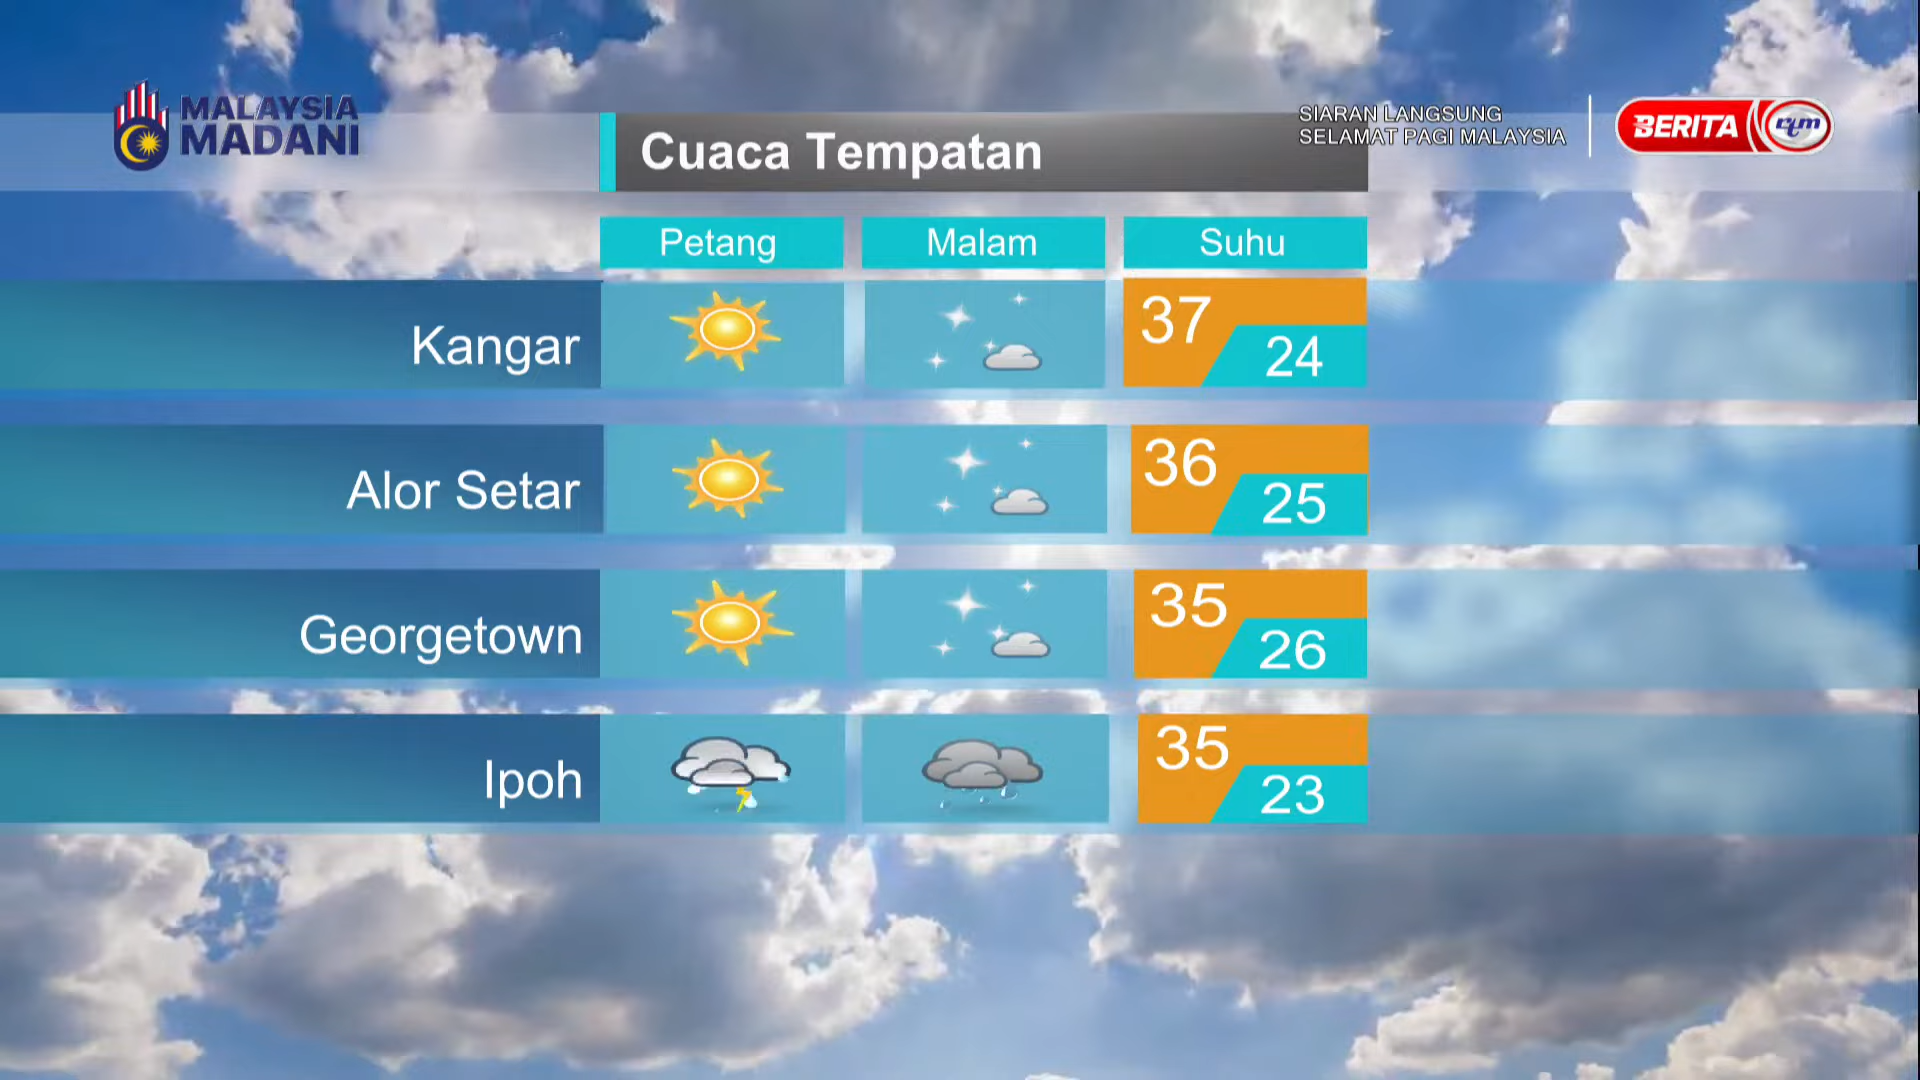 MALAYSIA
MADANI
SIARAN LANGSUNG
SELAMAT PAGI MALAYSIA
BERITA rtm
Cuaca Tempatan
Petang Malam Suhu
Kangar 37 24
Alor Setar 36 25
Georgetown 35 26
Ipoh 35 23